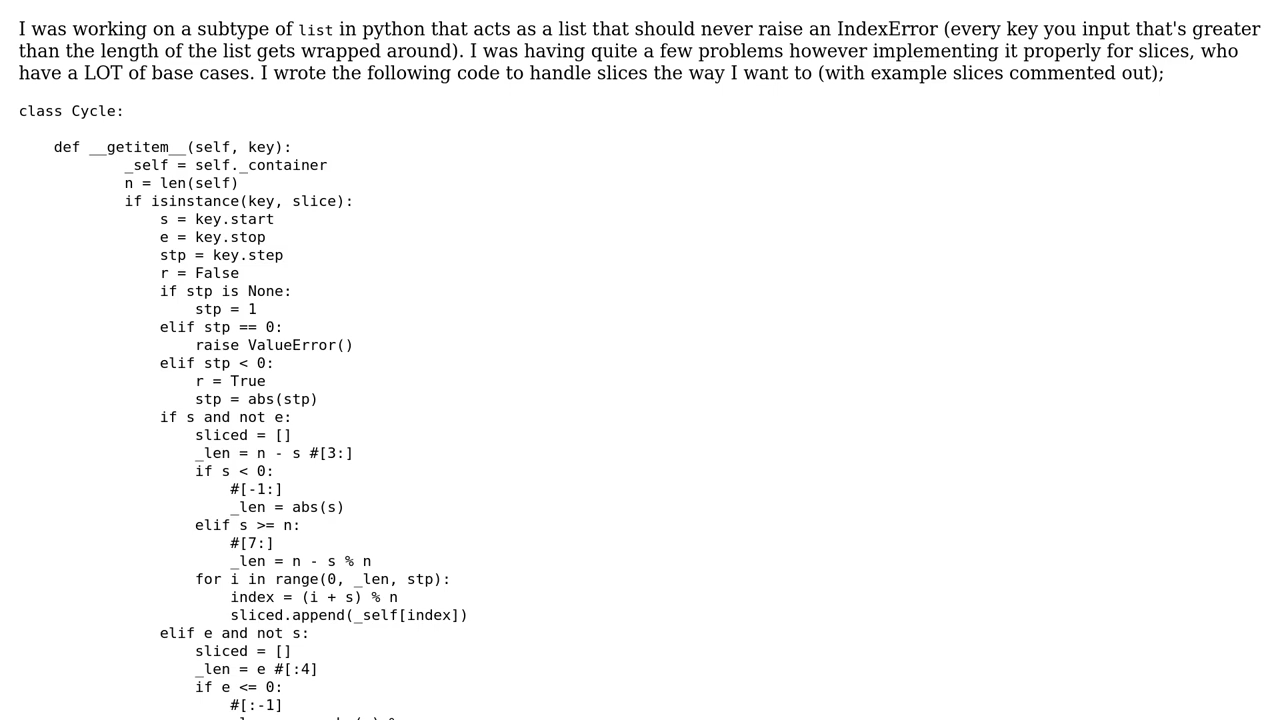 I was working on a subtype of list in python that acts as a list that should never raise an IndexError (every key you input that's greater
than the length of the list gets wrapped around). I was having quite a few problems however implementing it properly for slices, who
have a LOT of base cases. I wrote the following code to handle slices the way I want to (with example slices commented out);
class Cycle:
    def __getitem__(self, key):
            _self = self._container
            n = len(self)
            if isinstance(key, slice):
                s = key.start
                e = key.stop
                stp = key.step
                r = False
                if stp is None:
                    stp = 1
                elif stp == 0:
                    raise ValueError()
                elif stp < 0:
                    r = True
                    stp = abs(stp)
                if s and not e:
                    sliced = []
                    _len = n - s #[3:]
                    if s < 0:
                        #[-1:]
                        _len = abs(s)
                    elif s >= n:
                        #[7:]
                        _len = n - s % n
                    for i in range(0, _len, stp):
                        index = (i + s) % n
                        sliced.append(_self[index])
                elif e and not s:
                    sliced = []
                    _len = e #[:4]
                    if e <= 0:
                        #[:-1]